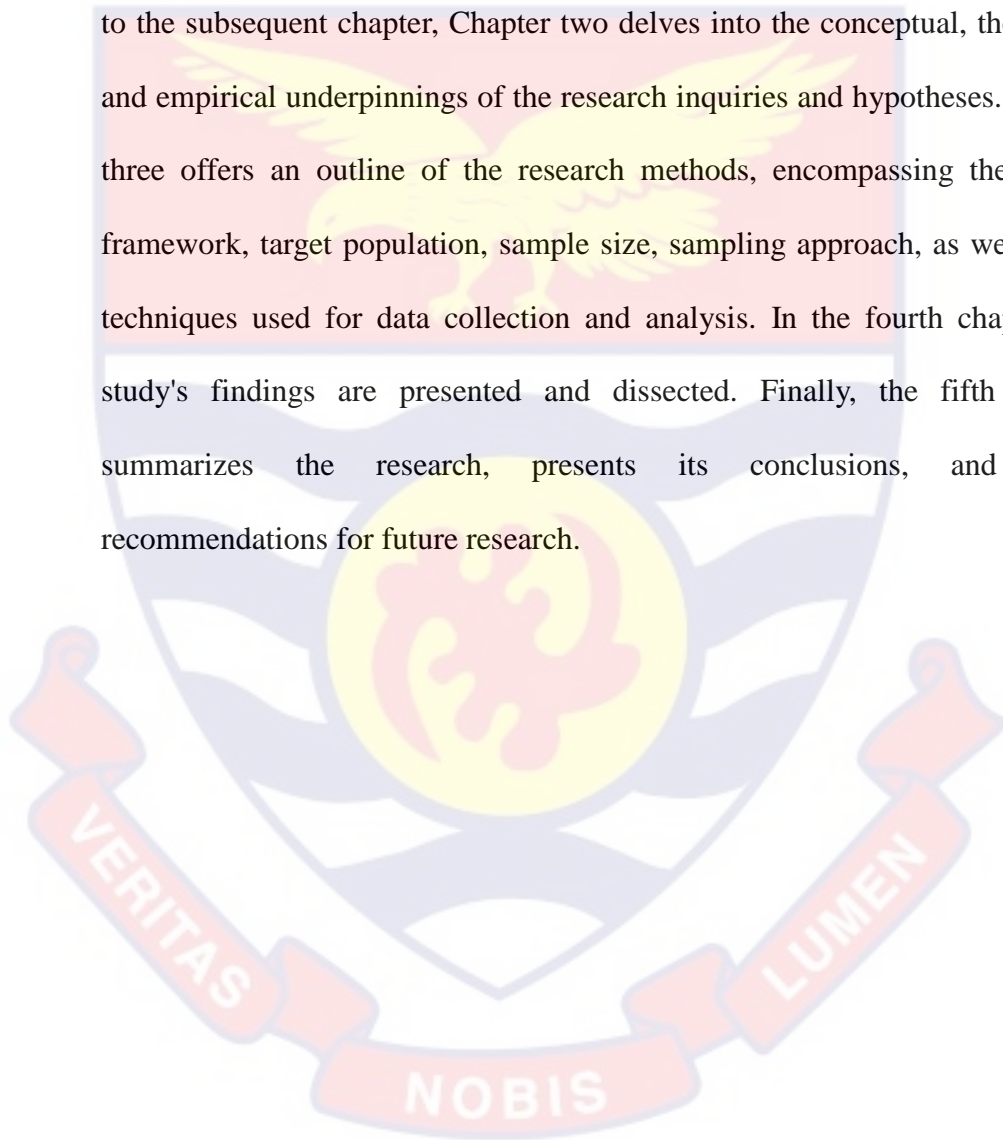 to the subsequent chapter, Chapter two delves into the conceptual, the
and empirical underpinnings of the research inquiries and hypotheses.
three offers an outline of the research methods, encompassing the
framework, target population, sample size, sampling approach, as we
techniques used for data collection and analysis. In the fourth cha
study's findings are presented and dissected. Finally, the fifth
summarizes the research, presents its conclusions, and
recommendations for future research.
VERITAS
NOBIS
LUMEN